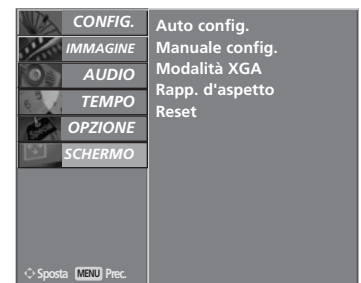 CONFIG.
IMMAGINE
AUDIO
TEMPO
OPZIONE
SCHERMO
Auto config.
Manuale config.
Modalità XGA
Rapp. d'aspetto
Reset
Sposta MENU Prec.